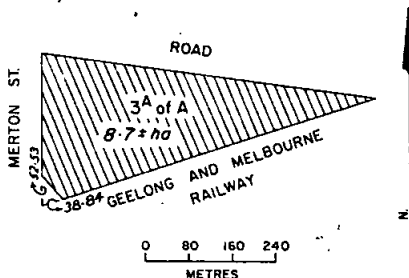 ROAD
MERTON ST.
3A of A
8·7 ± ha
52·53
38·84
GEELONG AND MELBOURNE
RAILWAY
N.
0 80 160 240
METRES